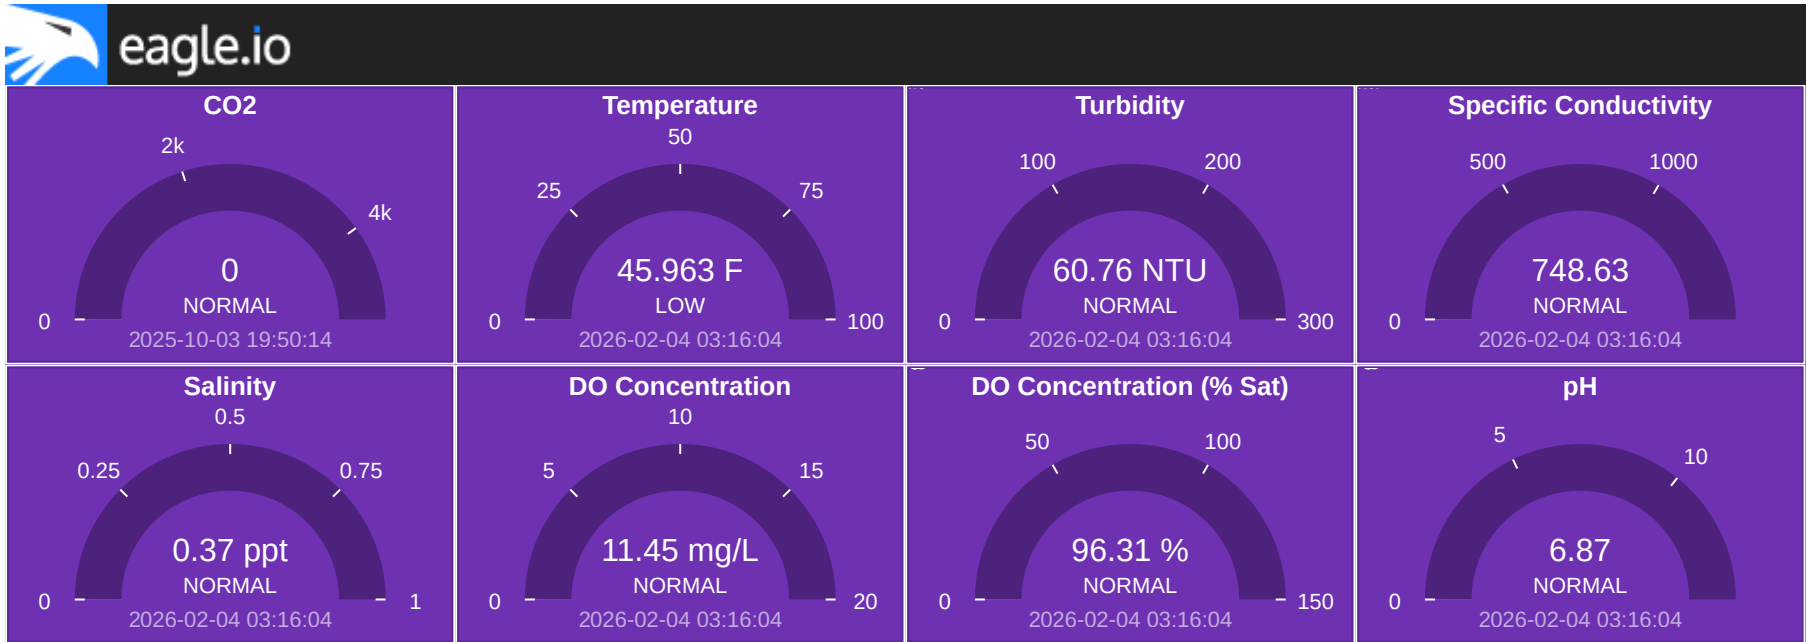 eagle.io
CO2
2k
4k
0
0
NORMAL
2025-10-03 19:50:14
Temperature
50
25
75
45.963 F
LOW
0
100
2026-02-04 03:16:04
Turbidity
100
200
60.76 NTU
NORMAL
0
300
2026-02-04 03:16:04
Specific Conductivity
500
1000
748.63
NORMAL
0
2026-02-04 03:16:04
Salinity
0.5
0.25
0.75
0.37 ppt
NORMAL
0
1
2026-02-04 03:16:04
DO Concentration
10
5
15
11.45 mg/L
NORMAL
0
20
2026-02-04 03:16:04
DO Concentration (% Sat)
50
100
96.31 %
NORMAL
0
150
2026-02-04 03:16:04
pH
5
10
6.87
NORMAL
0
2026-02-04 03:16:04